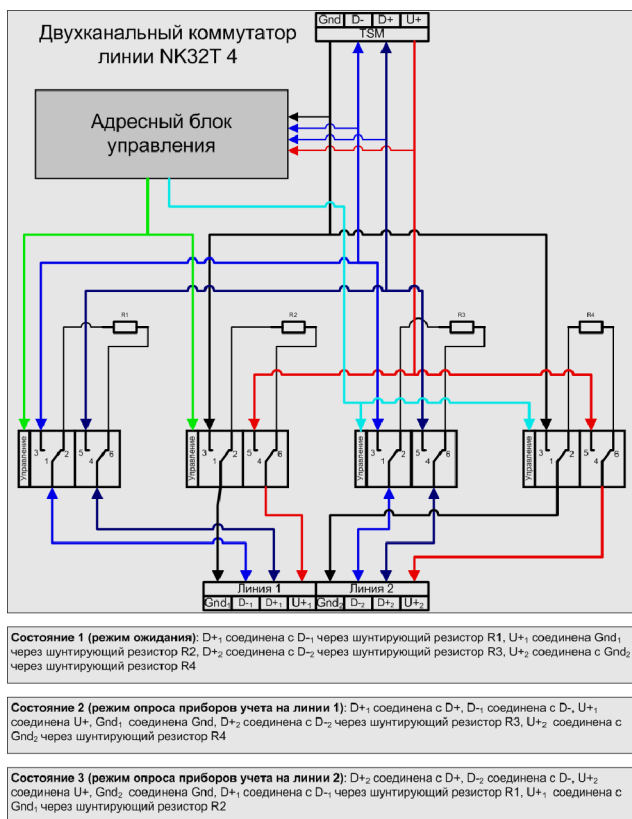 Gnd D- D+ U+
TSM
Двухканальный коммутатор
линии NK32T 4
Адресный блок
управления
R1 R2 R3 R4
Управление 3 1 2 5 4 6
Управление 3 1 2 5 4 6
Управление 3 1 2 5 4 6
Управление 3 1 2 5 4 6
Линия 1 Линия 2
Gnd₁ D-₁ D+₁ U+₁ Gnd₂ D-₂ D+₂ U+₂
Состояние 1 (режим ожидания): D+₁ соединена с D-₁ через шунтирующий резистор R1, U+₁ соединена Gnd₁
через шунтирующий резистор R2, D+₂ соединена с D-₂ через шунтирующий резистор R3, U+₂ соединена с Gnd₂
через шунтирующий резистор R4
Состояние 2 (режим опроса приборов учета на линии 1): D+₁ соединена с D+, D-₁ соединена с D-, U+₁
соединена U+, Gnd₁ соединена Gnd, D+₂ соединена с D-₂ через шунтирующий резистор R3, U+₂ соединена с
Gnd₂ через шунтирующий резистор R4
Состояние 3 (режим опроса приборов учета на линии 2): D+₂ соединена с D+, D-₂ соединена с D-, U+₂
соединена U+, Gnd₂ соединена Gnd, D+₁ соединена с D-₁ через шунтирующий резистор R1, U+₁ соединена с
Gnd₁ через шунтирующий резистор R2